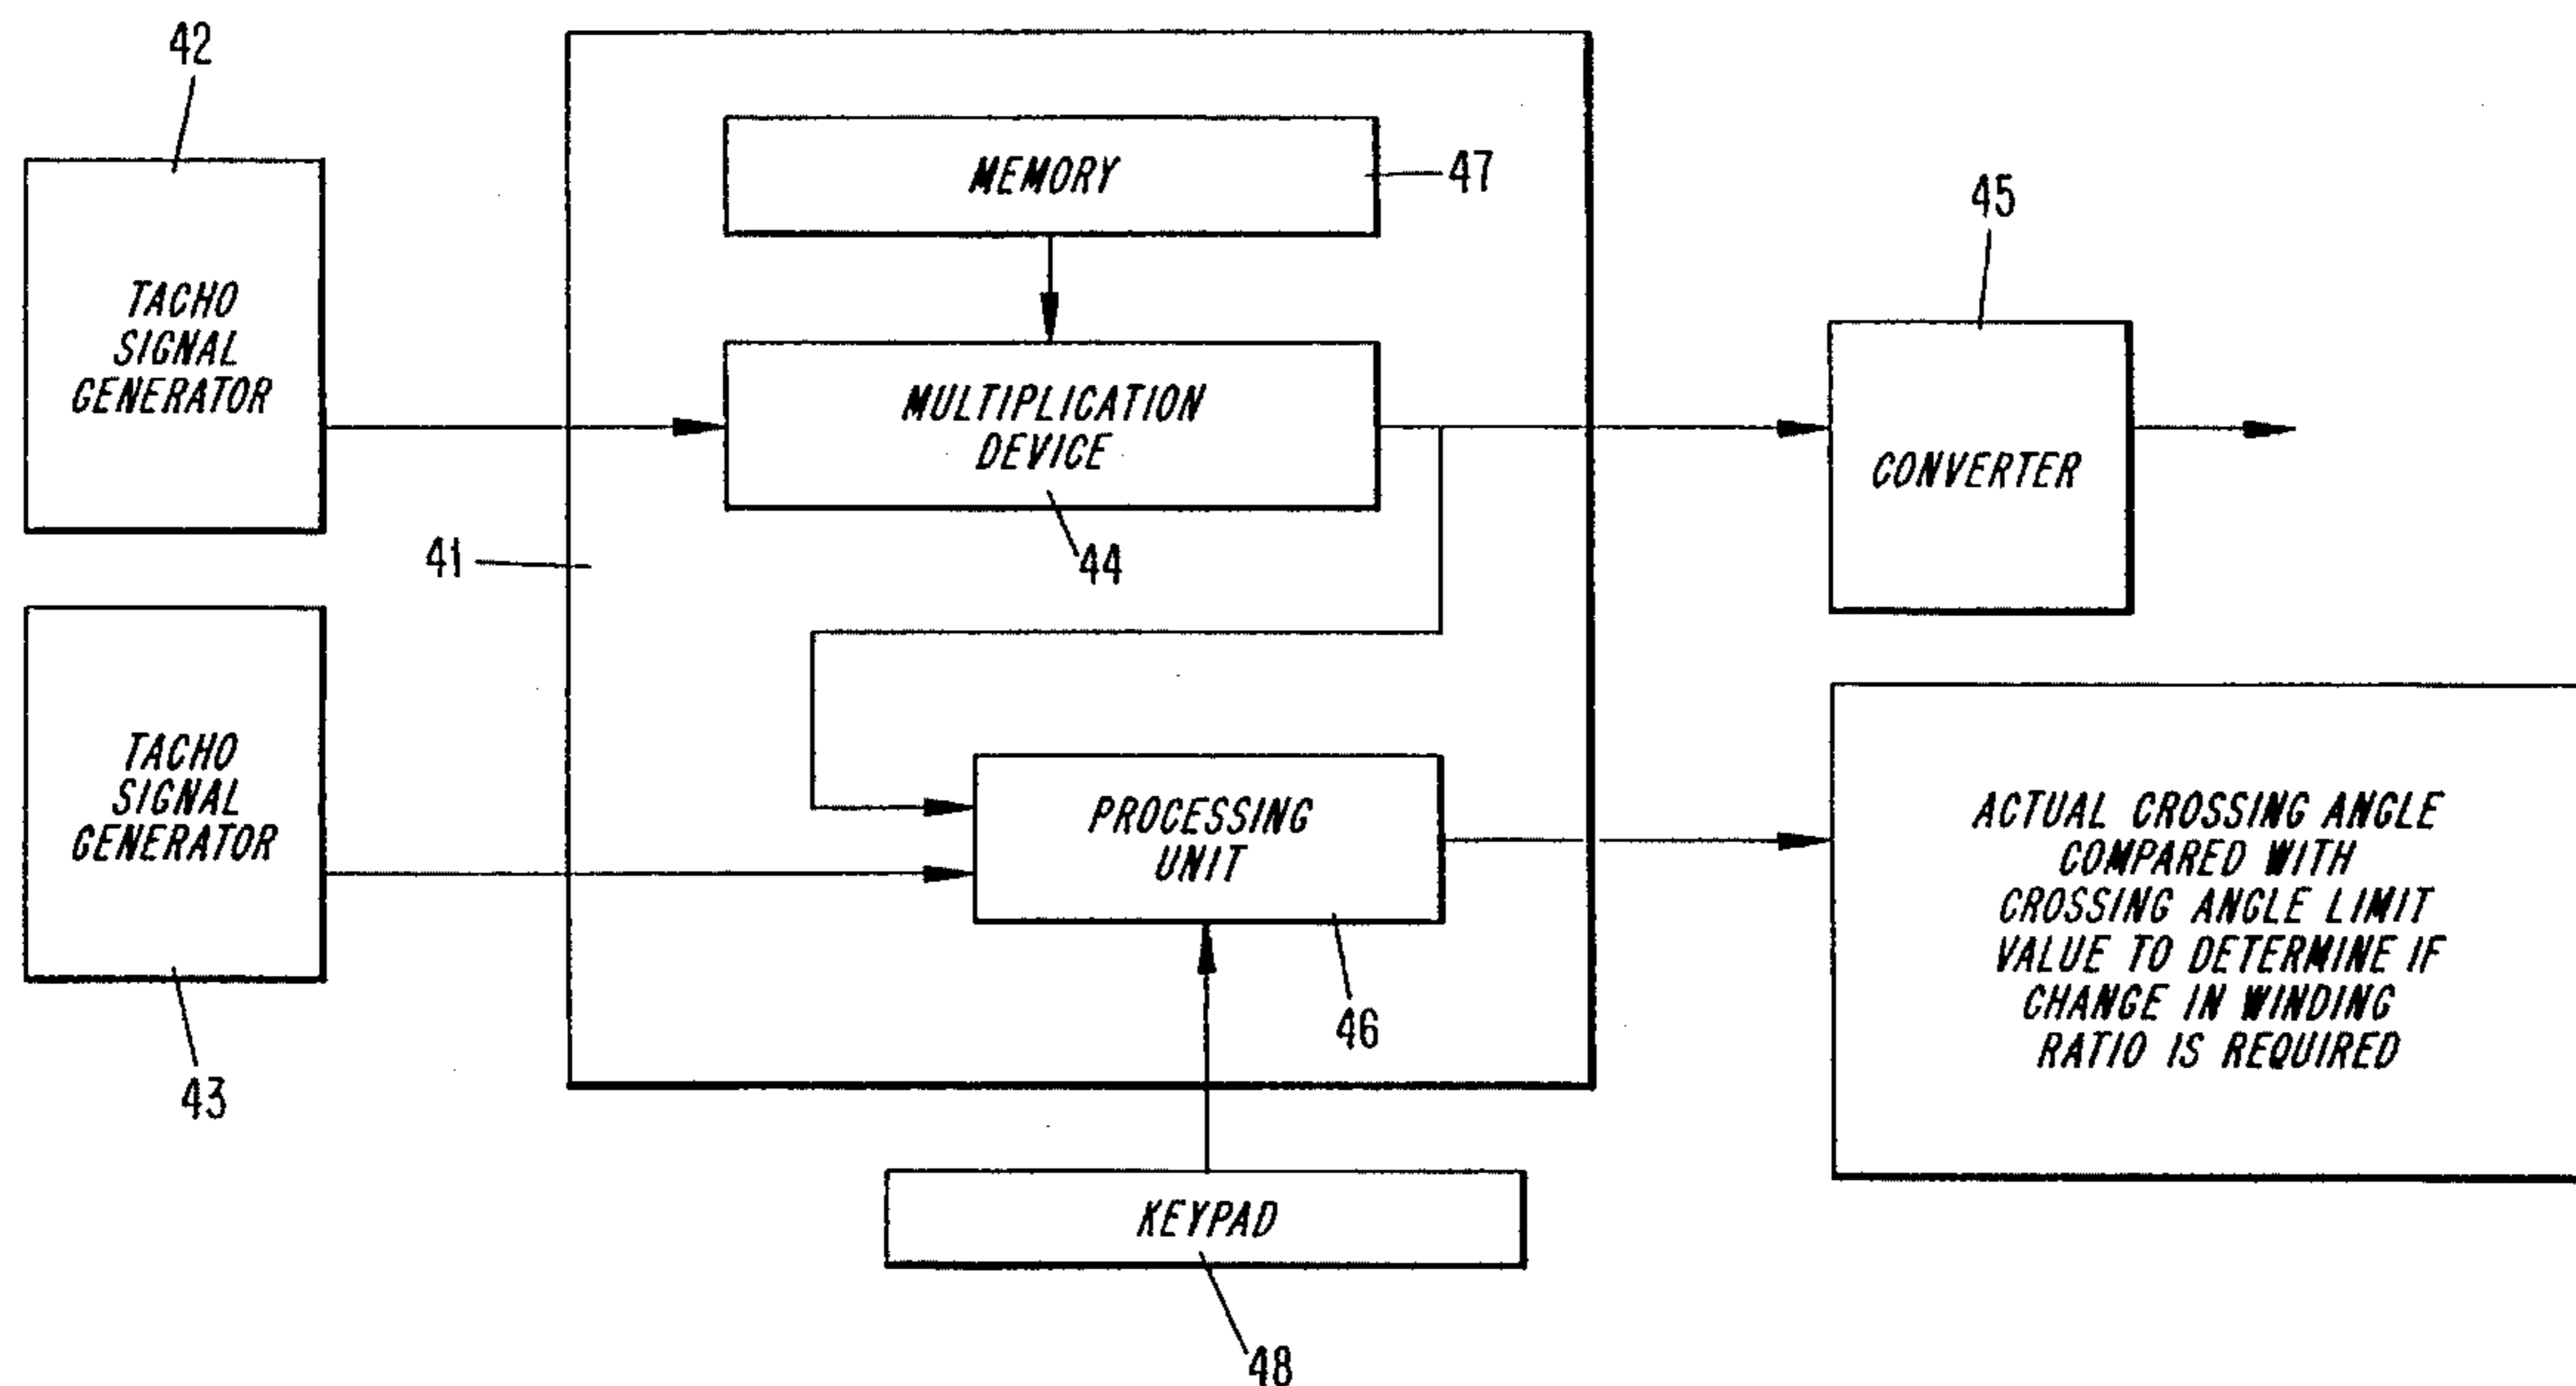 42
TACHO
SIGNAL
GENERATOR
MEMORY
47
MULTIPLICATION
DEVICE
44
45
CONVERTER
41
TACHO
SIGNAL
GENERATOR
43
PROCESSING
UNIT
46
ACTUAL CROSSING ANGLE
COMPARED WITH
CROSSING ANGLE LIMIT
VALUE TO DETERMINE IF
CHANGE IN WINDING
RATIO IS REQUIRED
KEYPAD
48